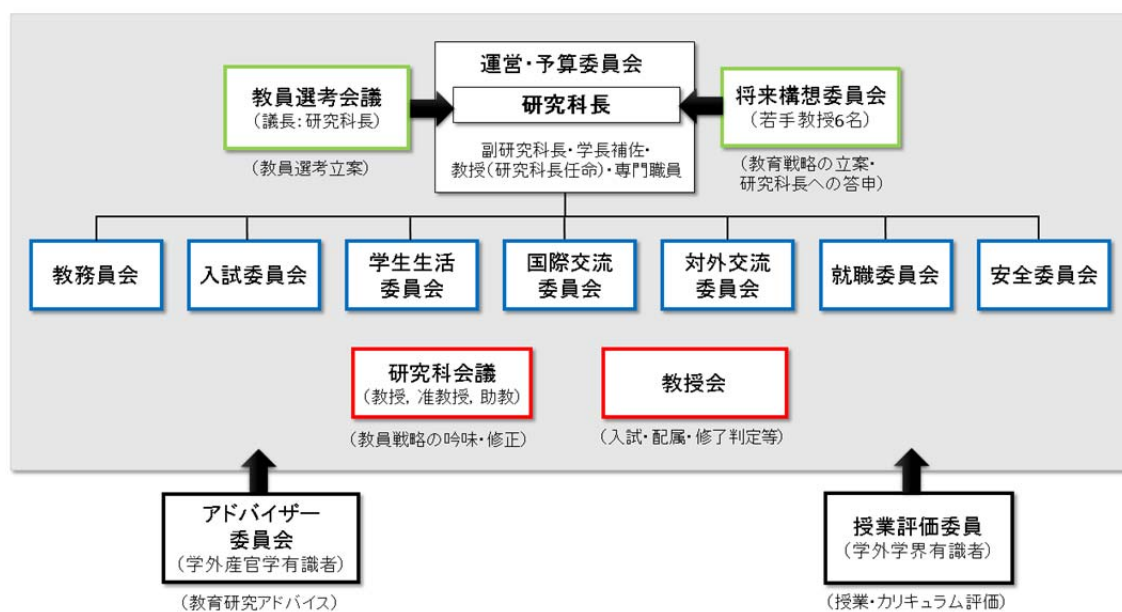 運営・予算委員会
研究科長
副研究科長・学長補佐・
教授(研究科長任命)・専門職員
教員選考会議
(議長:研究科長)
(教員選考立案)
将来構想委員会
(若手教授6名)
(教育戦略の立案・
研究科長への答申)
教務員会
入試委員会
学生生活
委員会
国際交流
委員会
対外交流
委員会
就職委員会
安全委員会
研究科会議
(教授, 准教授, 助教)
(教員戦略の吟味・修正)
教授会
(入試・配属・修了判定等)
アドバイザー
委員会
(学外産官学有識者)
(教育研究アドバイス)
授業評価委員
(学外学界有識者)
(授業・カリキュラム評価)